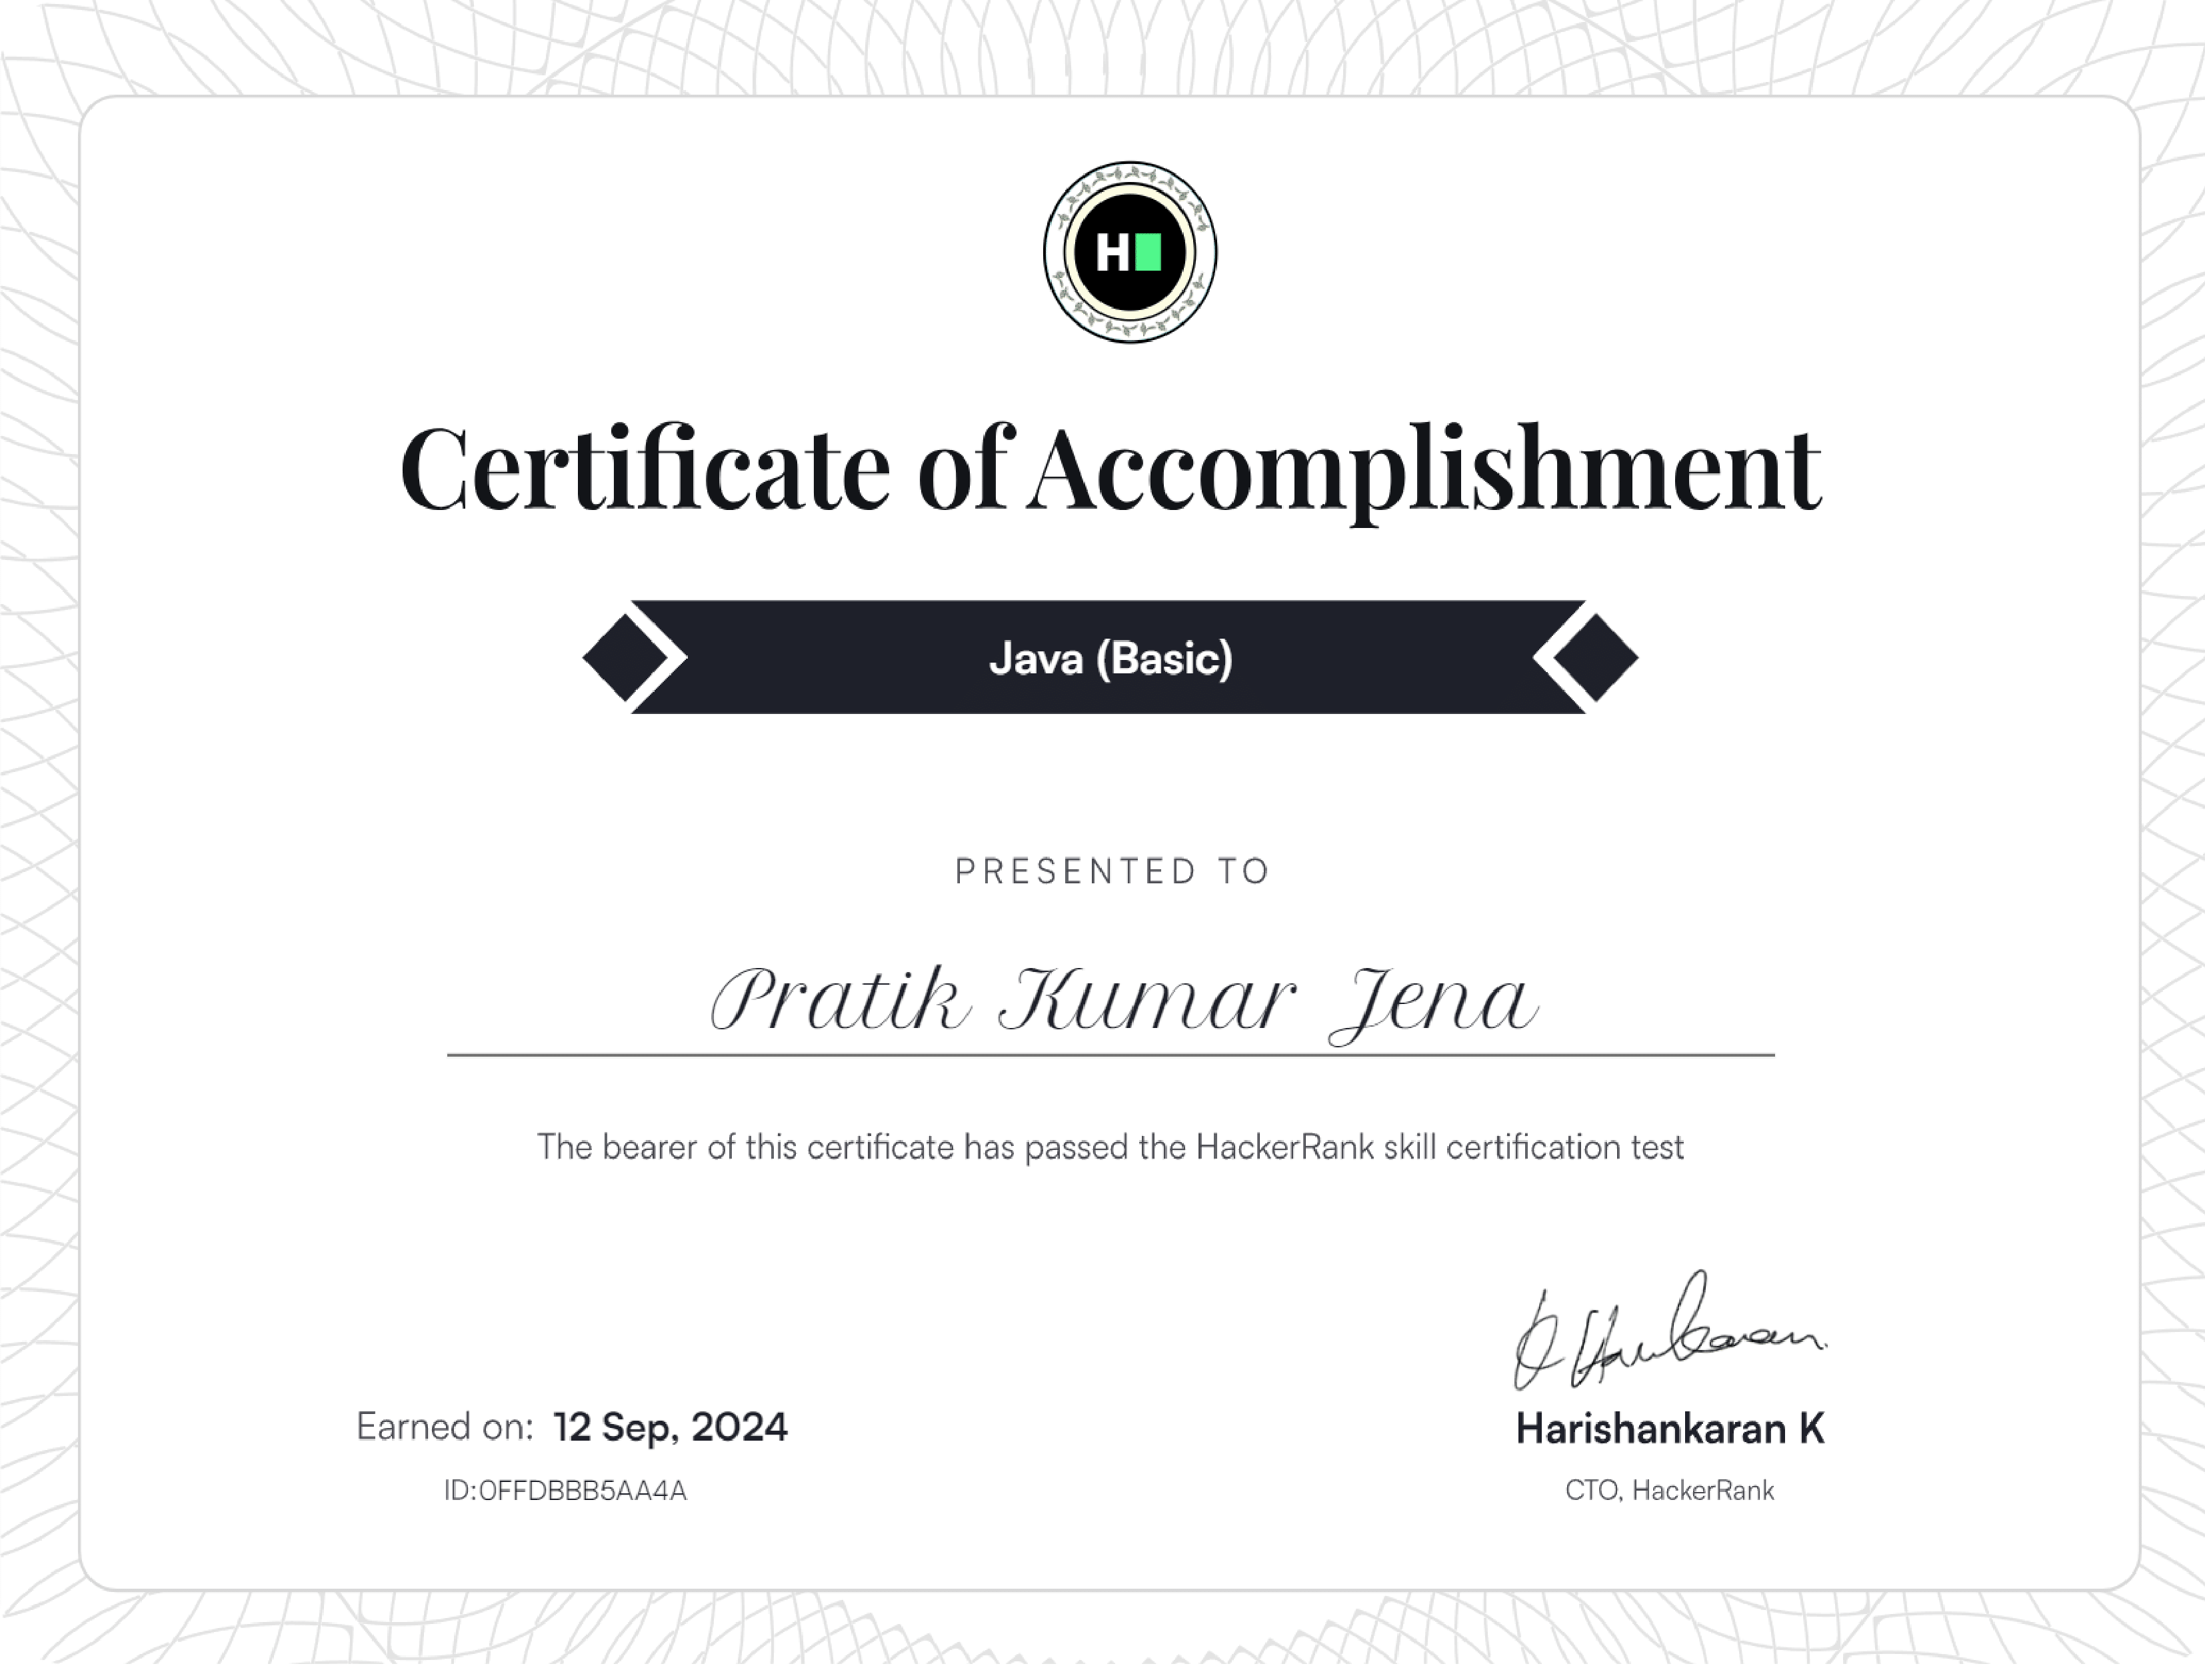 H
Certificate of Accomplishment
Java (Basic)
PRESENTED TO
Pratik Kumar Jena
The bearer of this certificate has passed the HackerRank skill certification test
Earned on: 12 Sep, 2024
ID:0FFDBBB5AA4A
Harishankaran K
CTO, HackerRank